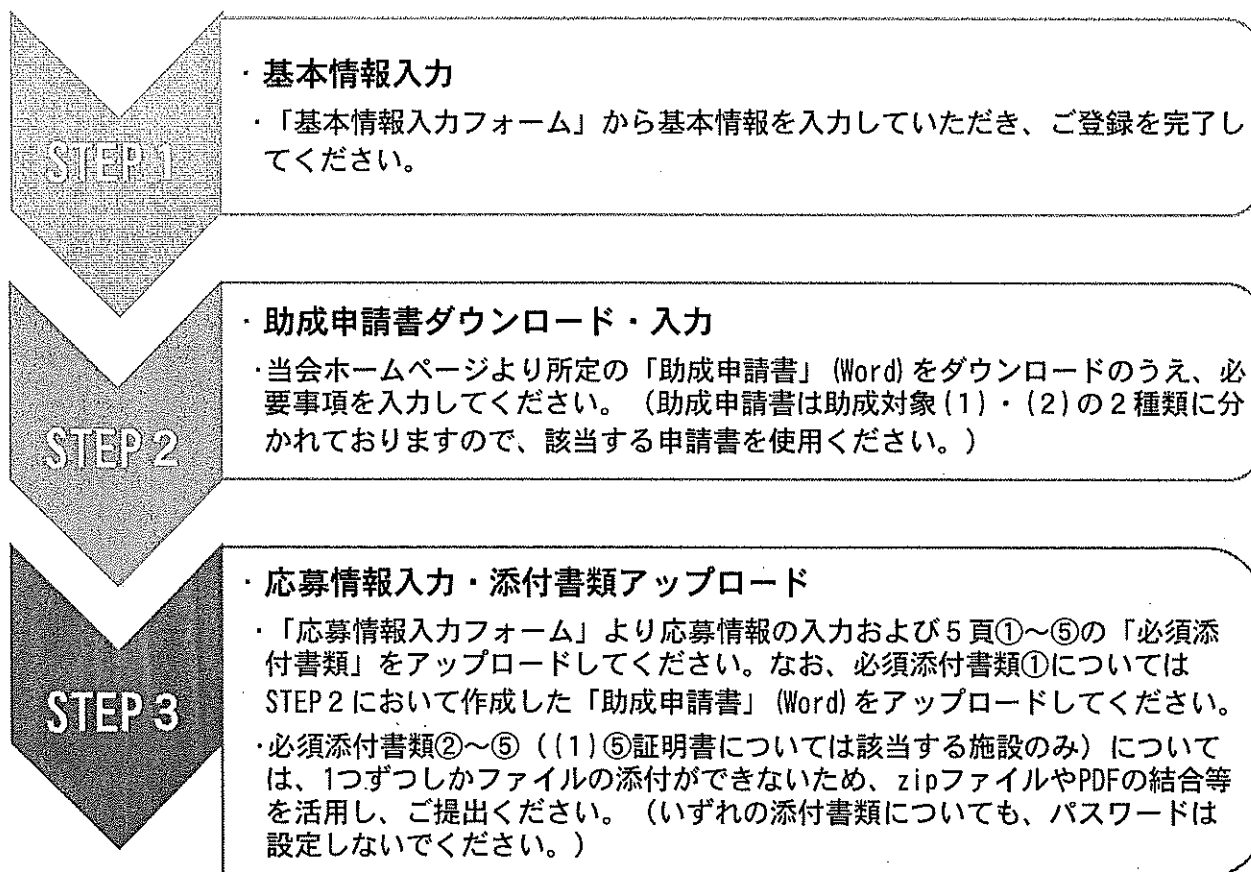 STEP 1
・基本情報入力
・「基本情報入力フォーム」から基本情報を入力していただき、ご登録を完了し
てください。
STEP 2
・助成申請書ダウンロード・入力
・当会ホームページより所定の「助成申請書」(Word)をダウンロードのうえ、必
要事項を入力してください。(助成申請書は助成対象(1)・(2)の2種類に分
かれておりますので、該当する申請書を使用ください。)
STEP 3
・応募情報入力・添付書類アップロード
・「応募情報入力フォーム」より応募情報の入力および5頁①~⑤の「必須添
付書類」をアップロードしてください。なお、必須添付書類①については
STEP2において作成した「助成申請書」(Word)をアップロードしてください。
・必須添付書類②~⑤((1)⑤証明書については該当する施設のみ)について
は、1つずつしかファイルの添付ができないため、zipファイルやPDFの結合等
を活用し、ご提出ください。(いずれの添付書類についても、パスワードは
設定しないでください。)